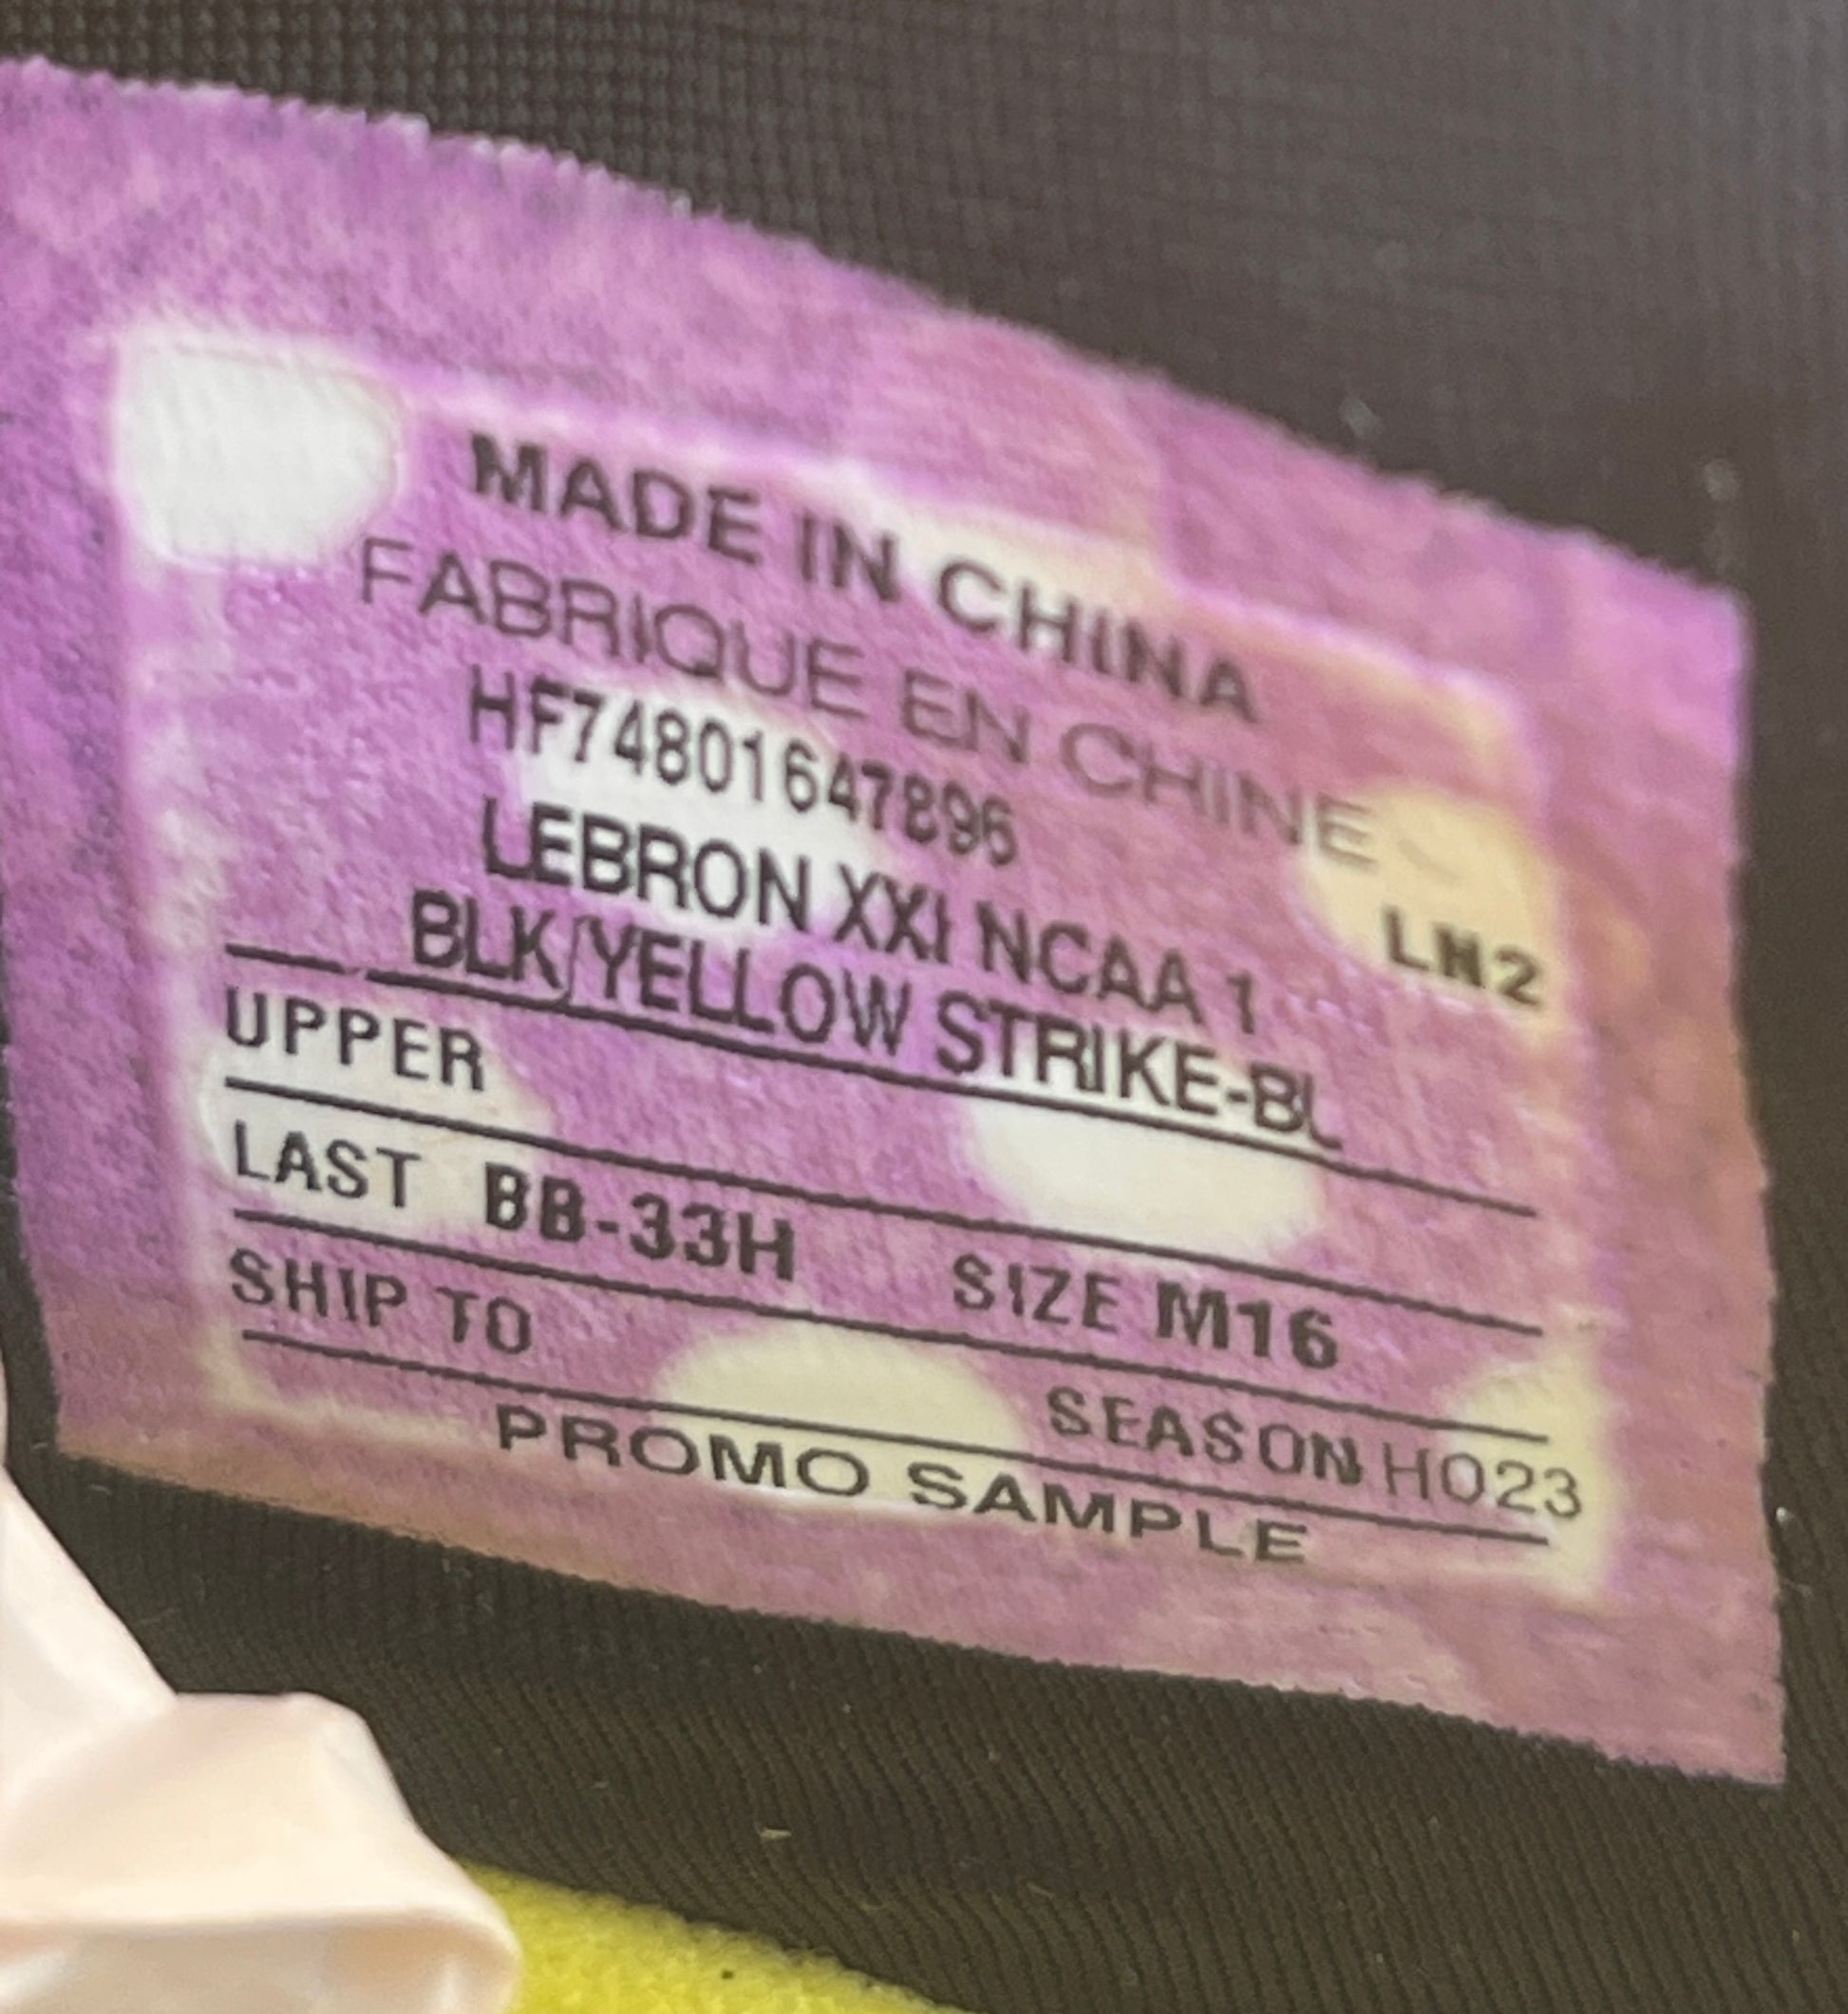 MADE IN CHINA
FABRIQUE EN CHINE
HF74801647896
LEBRON XXI NCAA 1
LN2
BLK/YELLOW STRIKE-BL
UPPER
LAST BB-33H SIZE M16
SHIP TO SEASON HO23
PROMO SAMPLE